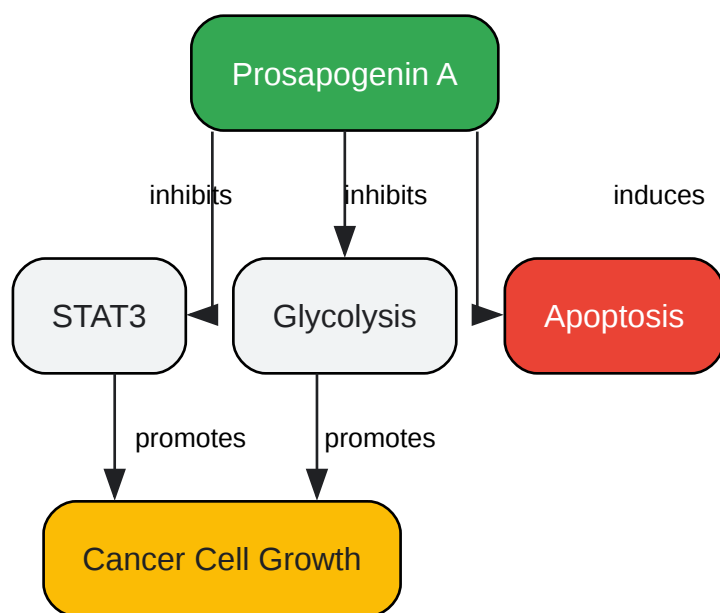 Prosapogenin A
inhibits
inhibits
induces
STAT3
Glycolysis
Apoptosis
promotes
promotes
Cancer Cell Growth